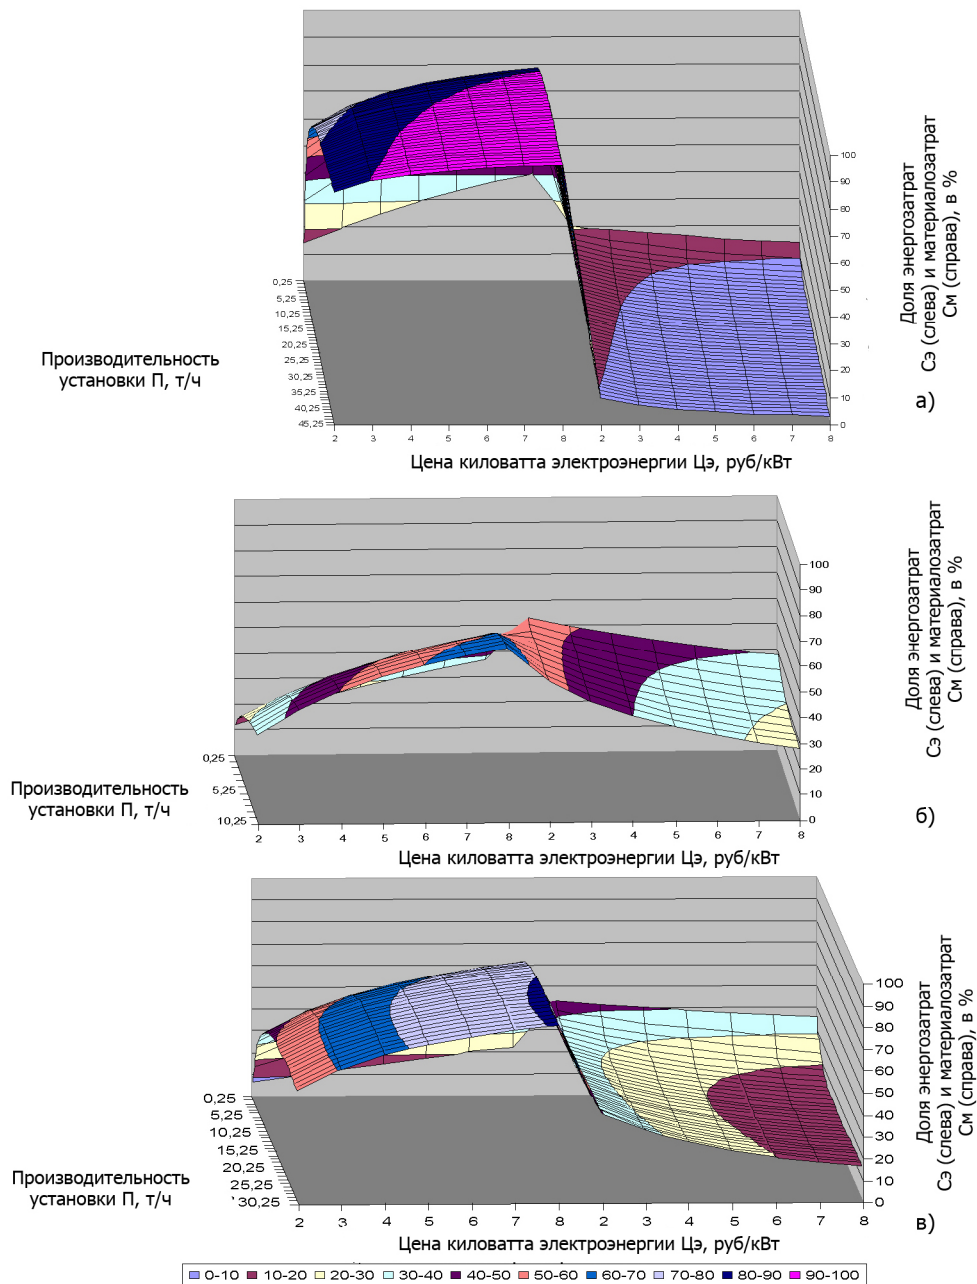 100
90
80
70
60
50
40
30
20
10
0
Доля энергозатрат
Сэ (слева) и материалозатрат
См (справа), в %
а)
0,25
5,25
10,25
15,25
20,25
25,25
30,25
35,25
40,25
45,25
Производительность
установки П, т/ч
2 3 4 5 6 7 8 2 3 4 5 6 7 8
Цена киловатта электроэнергии Цэ, руб/кВт
100
90
80
70
60
50
40
30
20
10
0
Доля энергозатрат
Сэ (слева) и материалозатрат
См (справа), в %
б)
0,25
5,25
10,25
Производительность
установки П, т/ч
2 3 4 5 6 7 8 2 3 4 5 6 7 8
Цена киловатта электроэнергии Цэ, руб/кВт
100
90
80
70
60
50
40
30
20
10
0
Доля энергозатрат
Сэ (слева) и материалозатрат
См (справа), в %
в)
0,25
5,25
10,25
15,25
20,25
25,25
30,25
Производительность
установки П, т/ч
2 3 4 5 6 7 8 2 3 4 5 6 7 8
Цена киловатта электроэнергии Цэ, руб/кВт
0-10 10-20 20-30 30-40 40-50 50-60 60-70 70-80 80-90 90-100